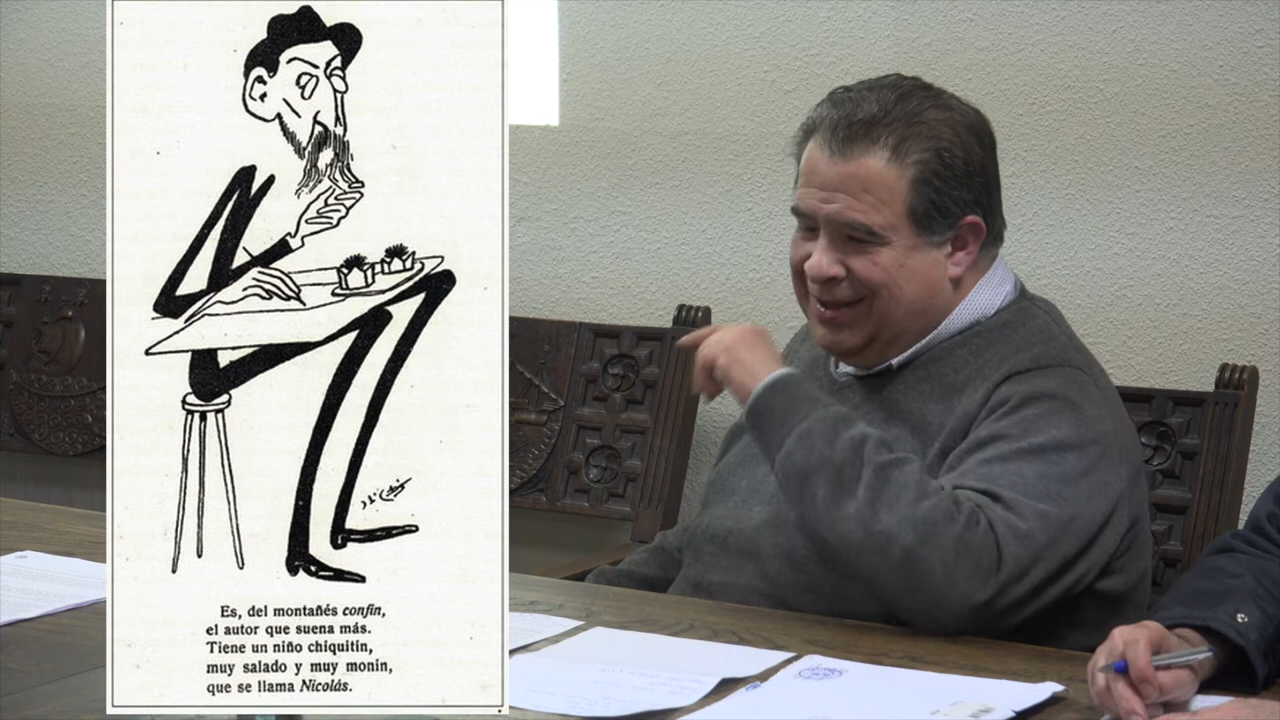 Es, del montañés confín,
el autor que suena más.
Tiene un niño chiquitín,
muy salado y muy monín,
que se llama Nicolás.